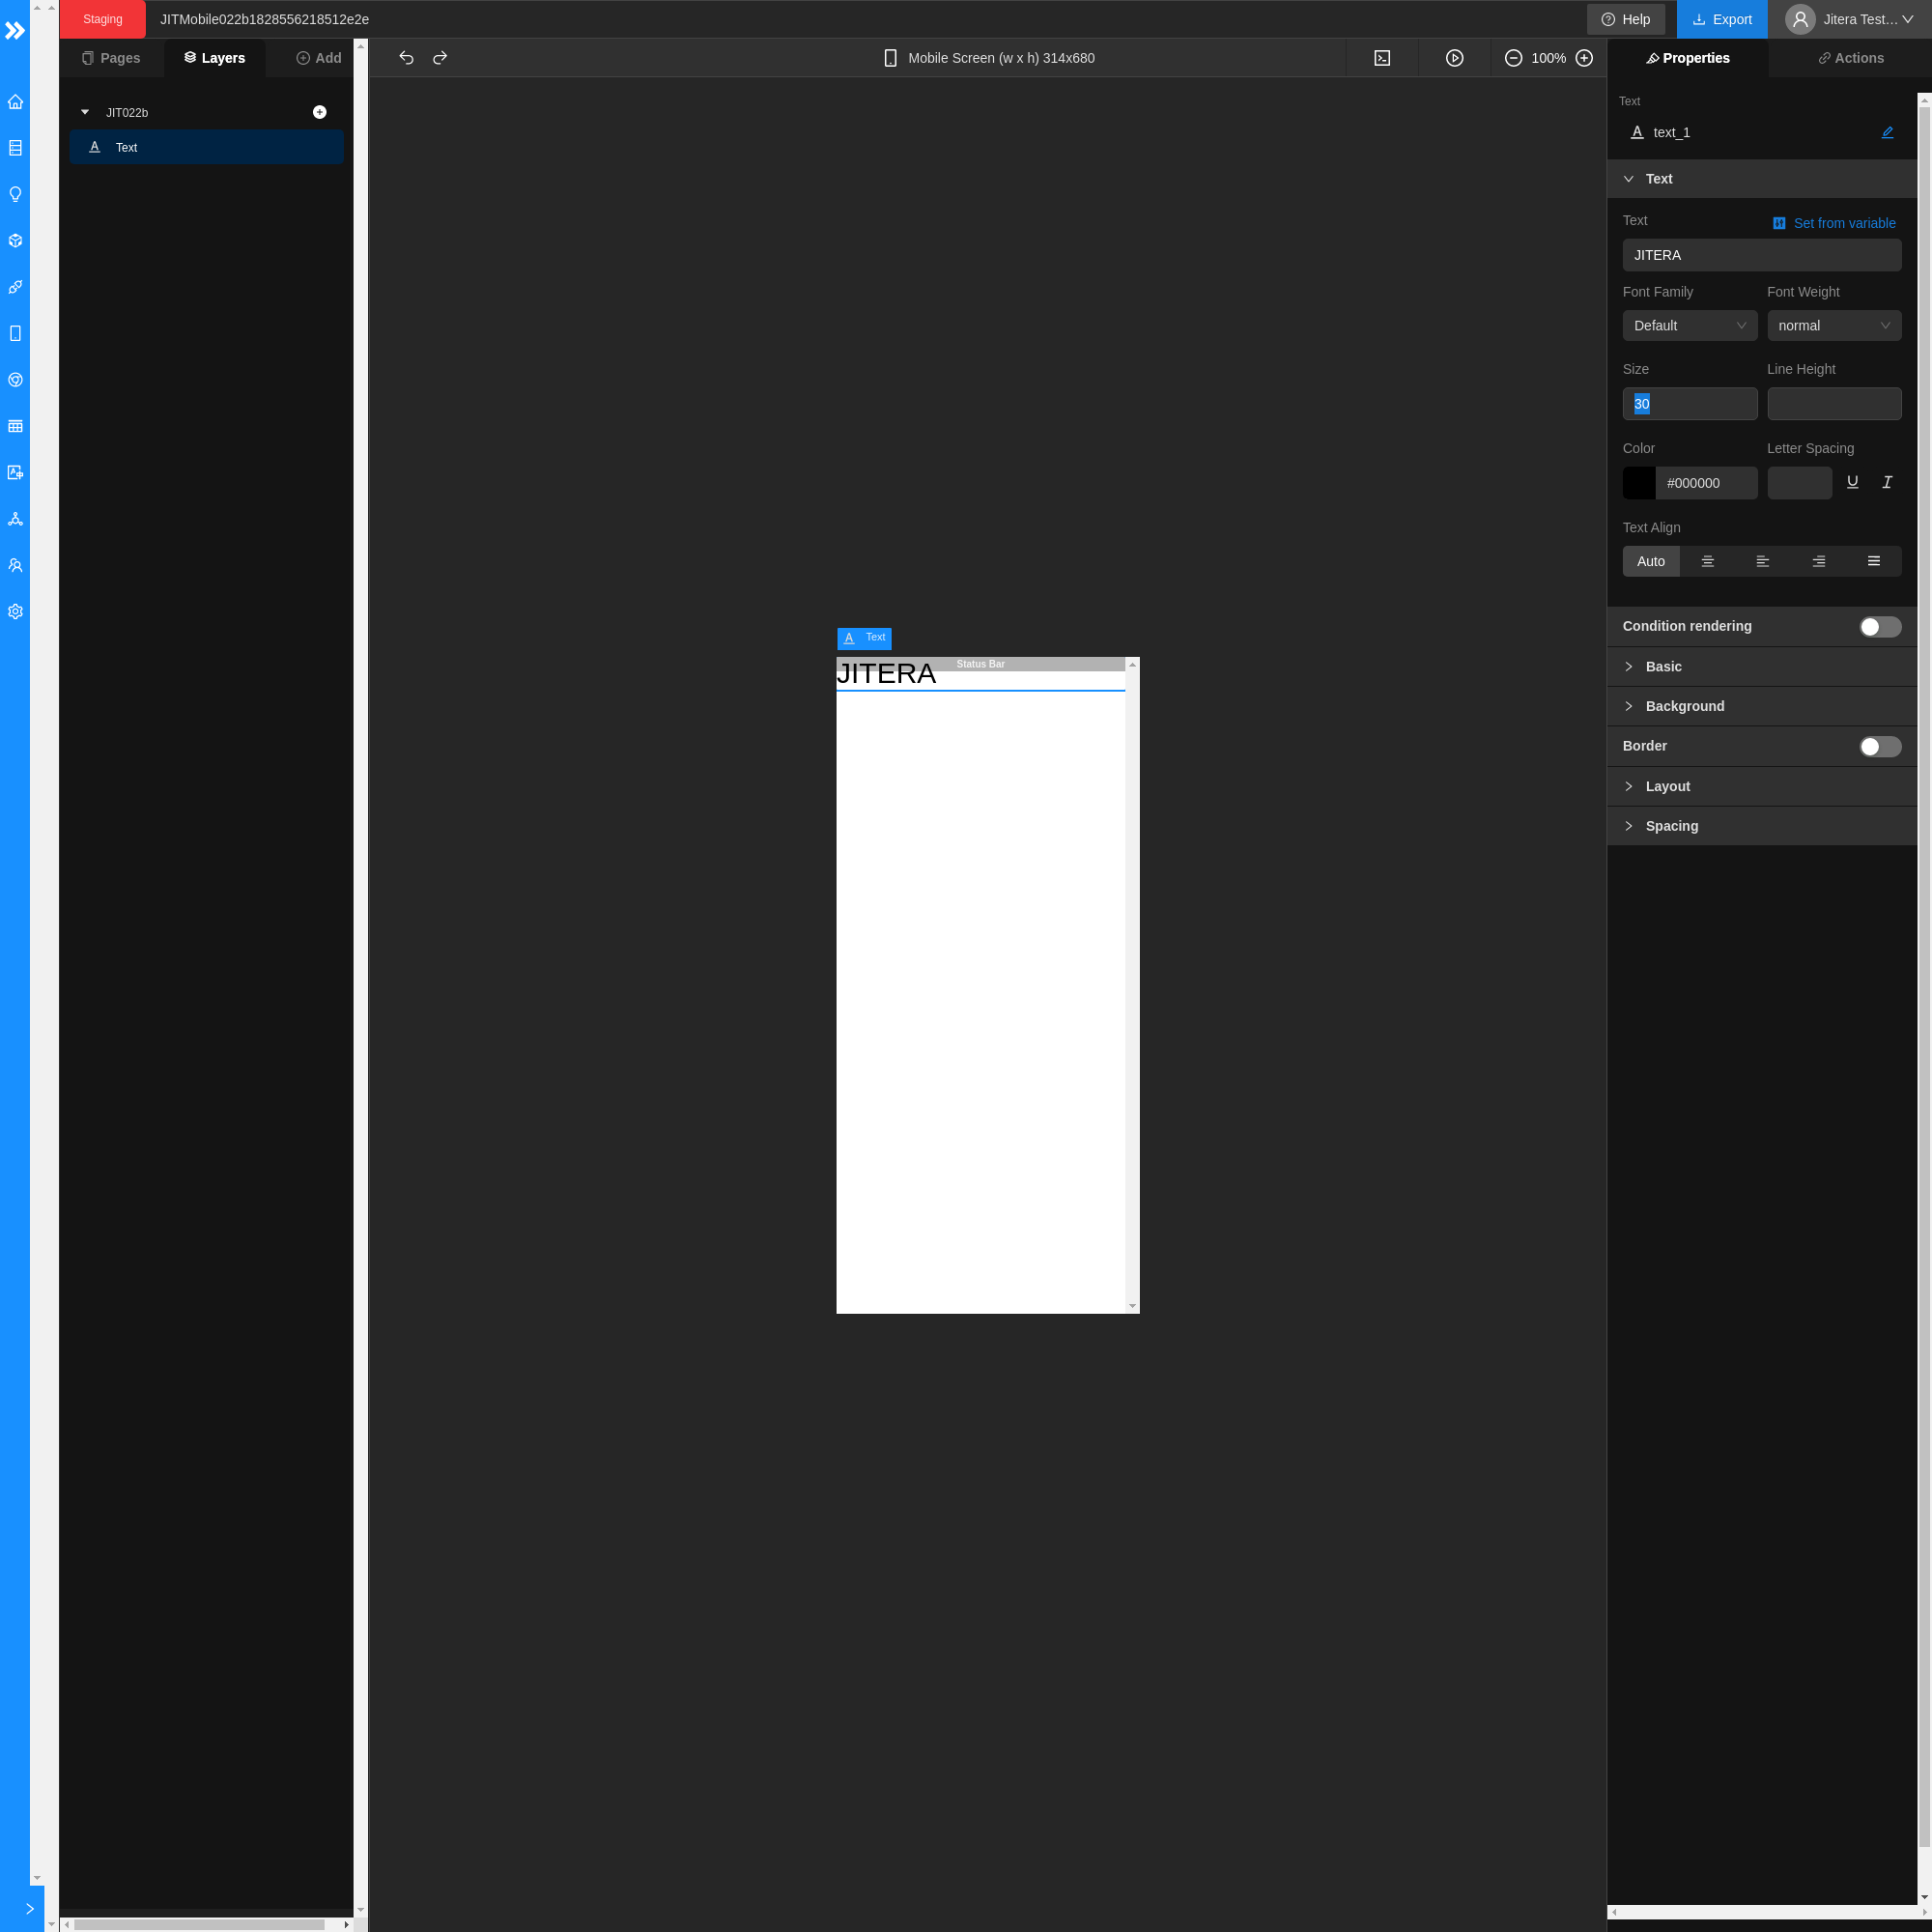 Staging
JITMobile022b1828556218512e2e
Help
Export
Jitera Test...
Pages
Layers
Add
Mobile Screen (w x h) 314x680
100%
Properties
Actions
JIT022b
Text
Text
text_1
Text
Text
Set from variable
JITERA
Font Family
Font Weight
Default
normal
Size
Line Height
30
Color
Letter Spacing
#000000
Text Align
Auto
Condition rendering
Basic
Background
Border
Layout
Spacing
Text
Status Bar
JITERA